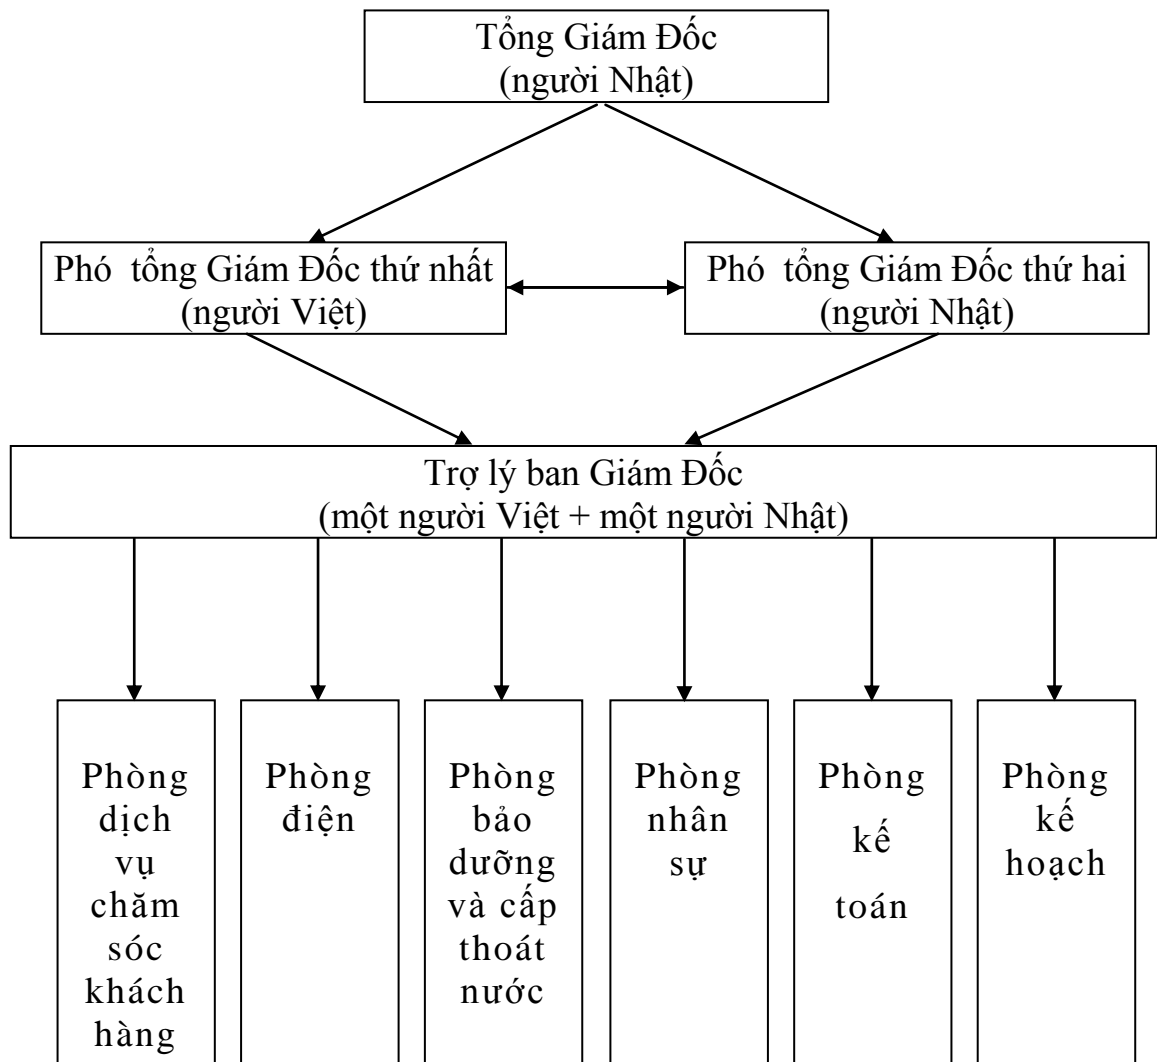 Tổng Giám Đốc
(người Nhật)
Phó tổng Giám Đốc thứ nhất
(người Việt)
Phó tổng Giám Đốc thứ hai
(người Nhật)
Trợ lý ban Giám Đốc
(một người Việt + một người Nhật)
Phòng
dịch
vụ
chăm
sóc
khách
hàng
Phòng
điện
Phòng
bảo
dưỡng
và cấp
thoát
nước
Phòng
nhân
sự
Phòng
kế
toán
Phòng
kế
hoạch